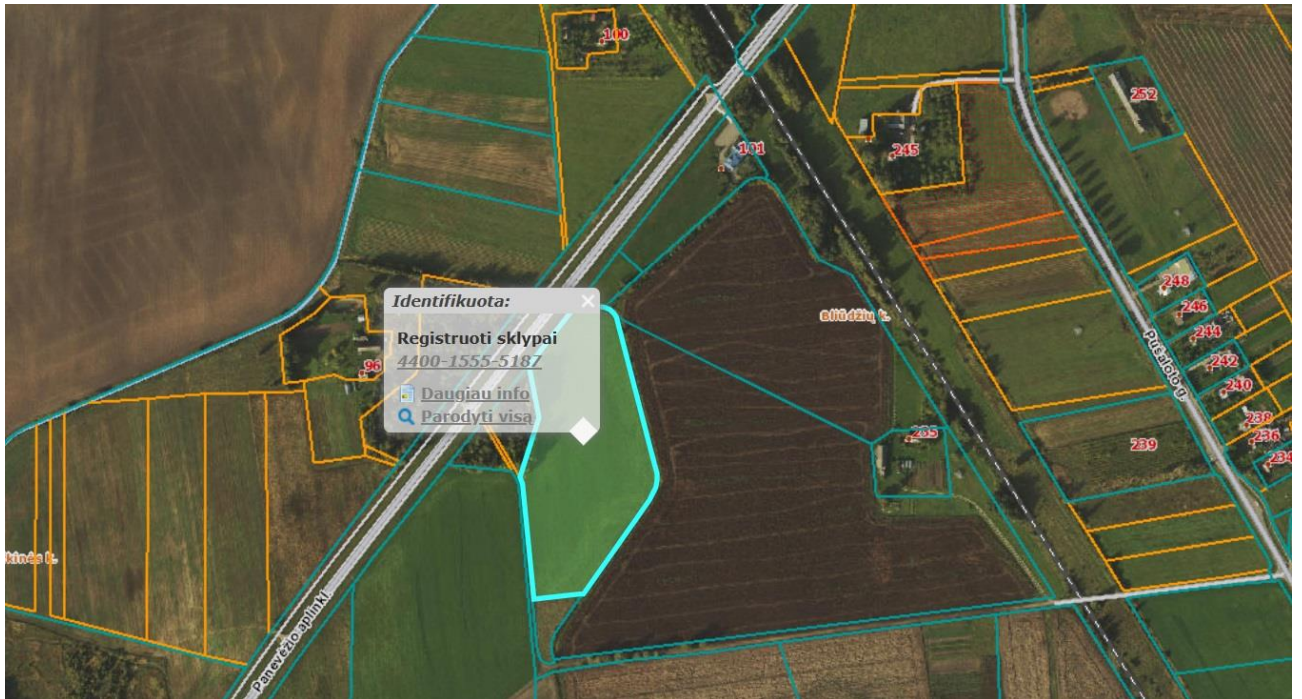 100
252
101
245
Identifikuota:
Registruoti sklypai
4400-1555-5187
Daugiau info
Parodyti visą
248
246
Bliūdžių k.
244
Pušaloto g.
242
96
240
238
235
236
239
234
kinės k.
Panevėžio aplinkl.